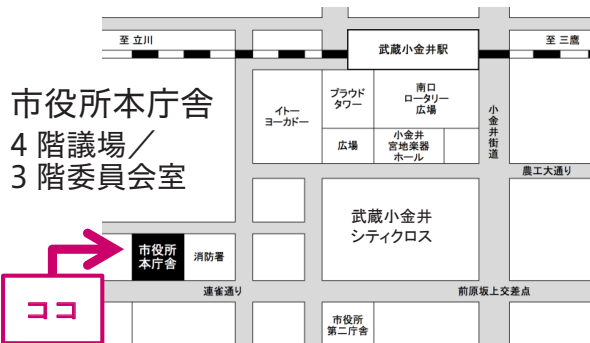 至 立川
武蔵小金井駅
至 三鷹
市役所本庁舎
4 階議場／
3 階委員会室
イトー
ヨーカドー
プラウド
タワー
南口
ロータリー
広場
広場
小金井
宮地楽器
ホール
小金井街道
農工大通り
武蔵小金井
シティクロス
市役所
本庁舎
消防署
ココ
連雀通り
前原坂上交差点
市役所
第二庁舎